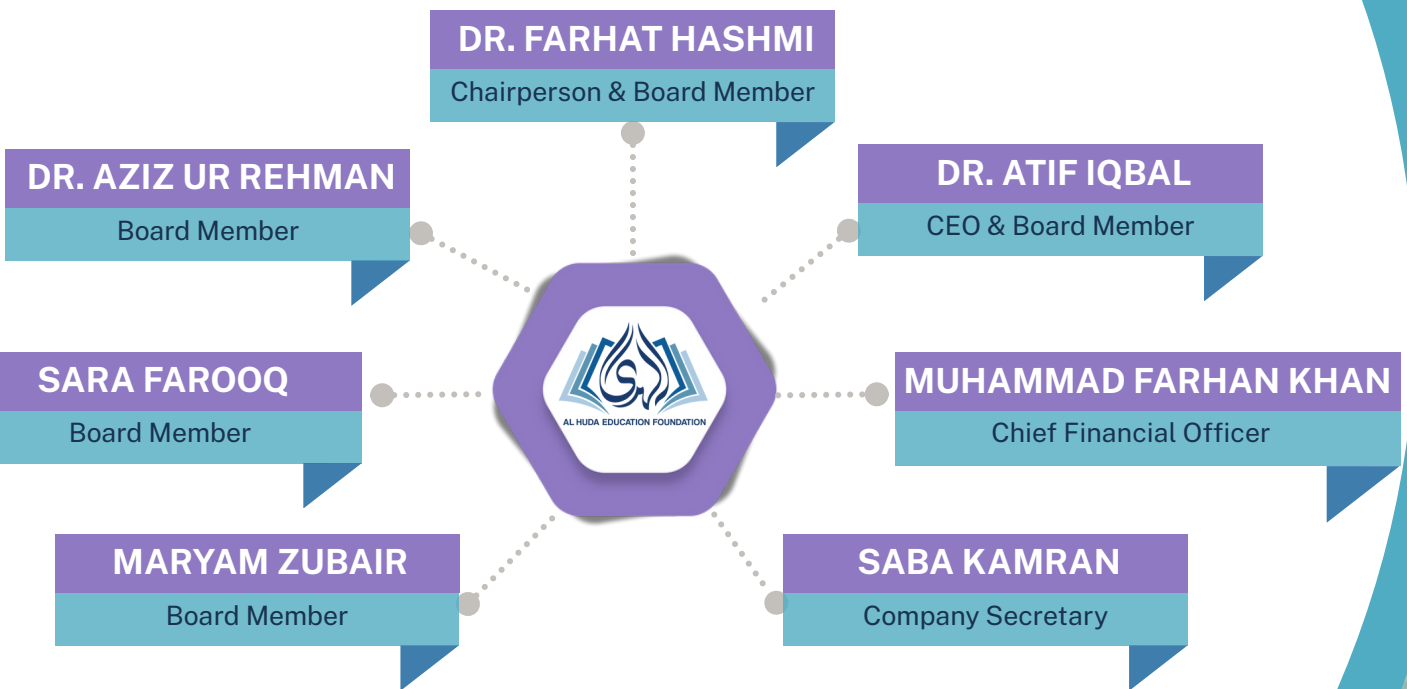 DR. FARHAT HASHMI
Chairperson & Board Member
DR. AZIZ UR REHMAN
Board Member
DR. ATIF IQBAL
CEO & Board Member
SARA FAROOQ
Board Member
الهدى
AL HUDA EDUCATION FOUNDATION
MUHAMMAD FARHAN KHAN
Chief Financial Officer
MARYAM ZUBAIR
Board Member
SABA KAMRAN
Company Secretary